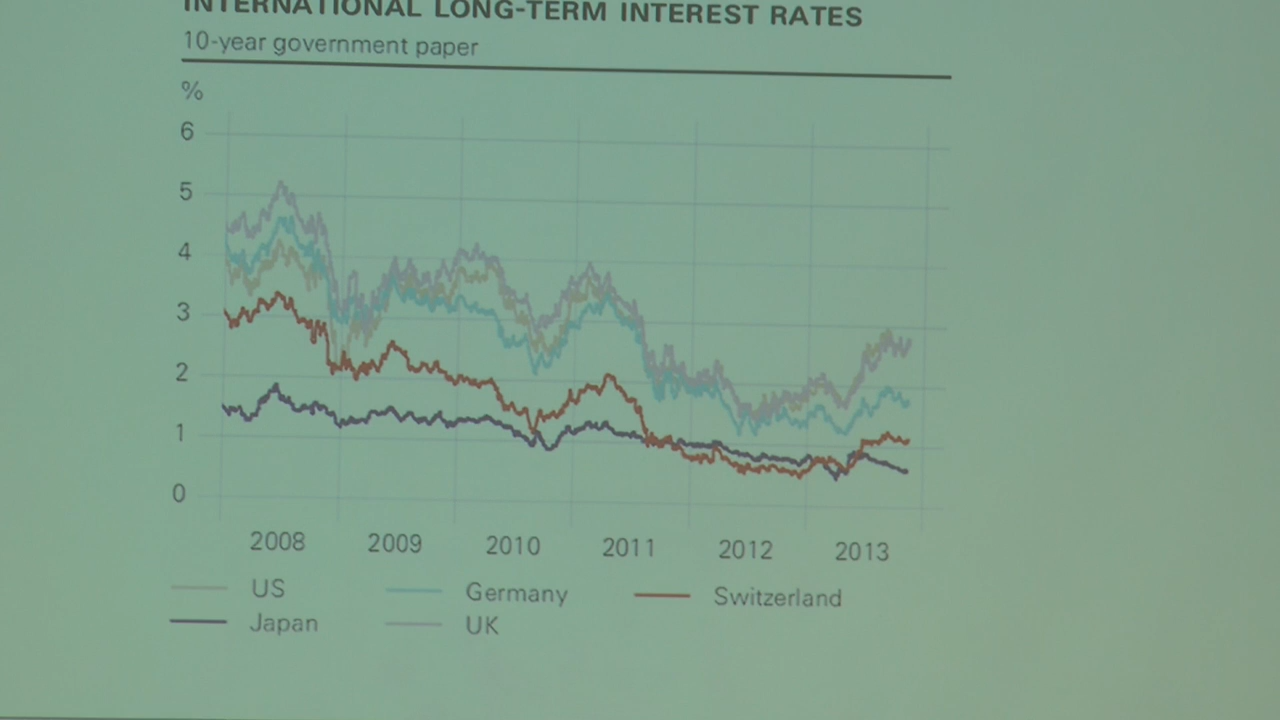 INTERNATIONAL LONG-TERM INTEREST RATES
10-year government paper
%
6
5
4
3
2
1
0
2008 2009 2010 2011 2012 2013
US Germany Switzerland
Japan UK